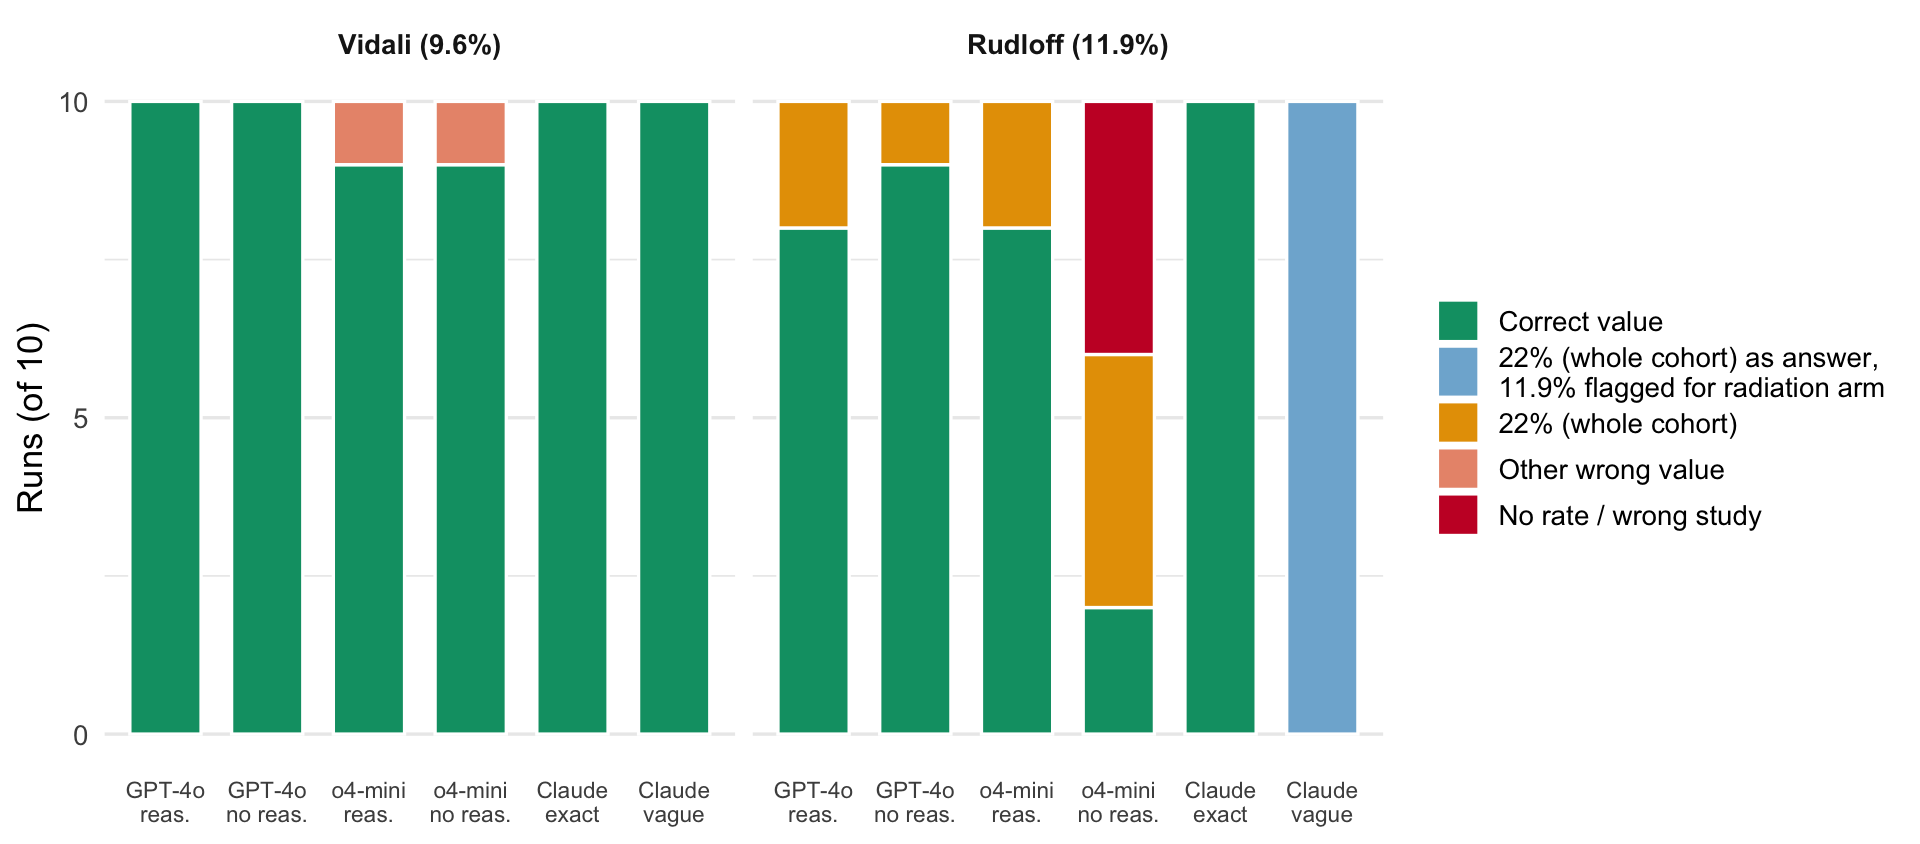 Vidali (9.6%)
Rudloff (11.9%)
Runs (of 10)
10
5
0
GPT-4o
reas.
GPT-4o
no reas.
o4-mini
reas.
o4-mini
no reas.
Claude
exact
Claude
vague
GPT-4o
reas.
GPT-4o
no reas.
o4-mini
reas.
o4-mini
no reas.
Claude
exact
Claude
vague
Correct value
22% (whole cohort) as answer,
11.9% flagged for radiation arm
22% (whole cohort)
Other wrong value
No rate / wrong study